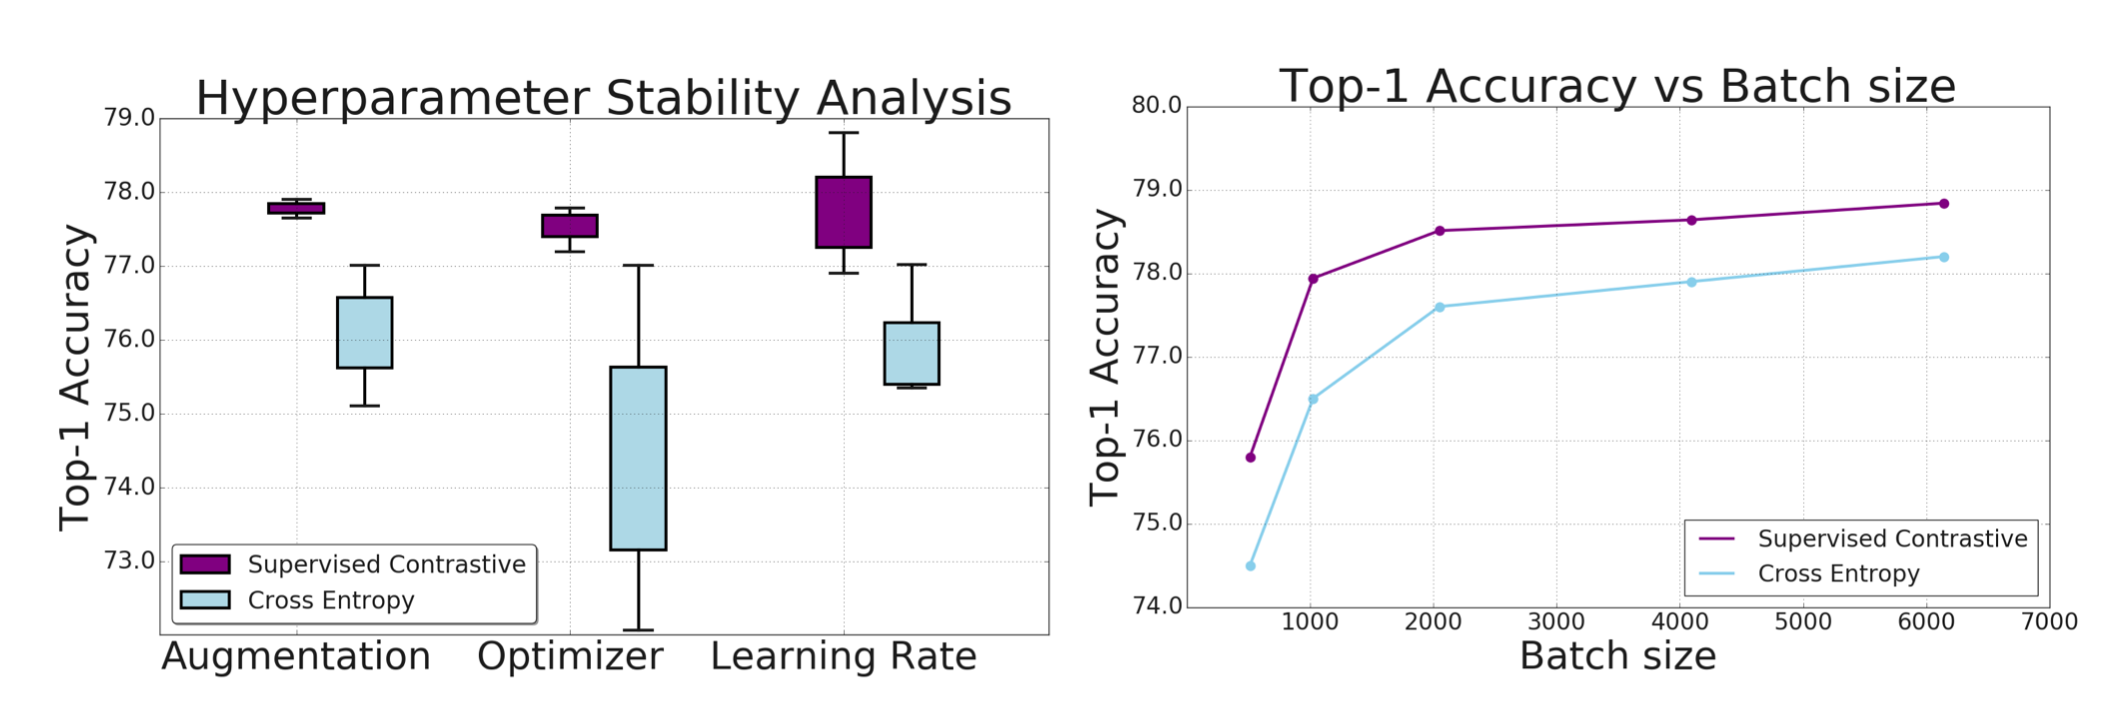 Hyperparameter Stability Analysis
79.0
78.0
77.0
76.0
75.0
74.0
73.0
Top-1 Accuracy
Supervised Contrastive
Cross Entropy
Augmentation Optimizer Learning Rate
Top-1 Accuracy vs Batch size
80.0
79.0
78.0
77.0
76.0
75.0
74.0
Top-1 Accuracy
Supervised Contrastive
Cross Entropy
1000 2000 3000 4000 5000 6000 7000
Batch size